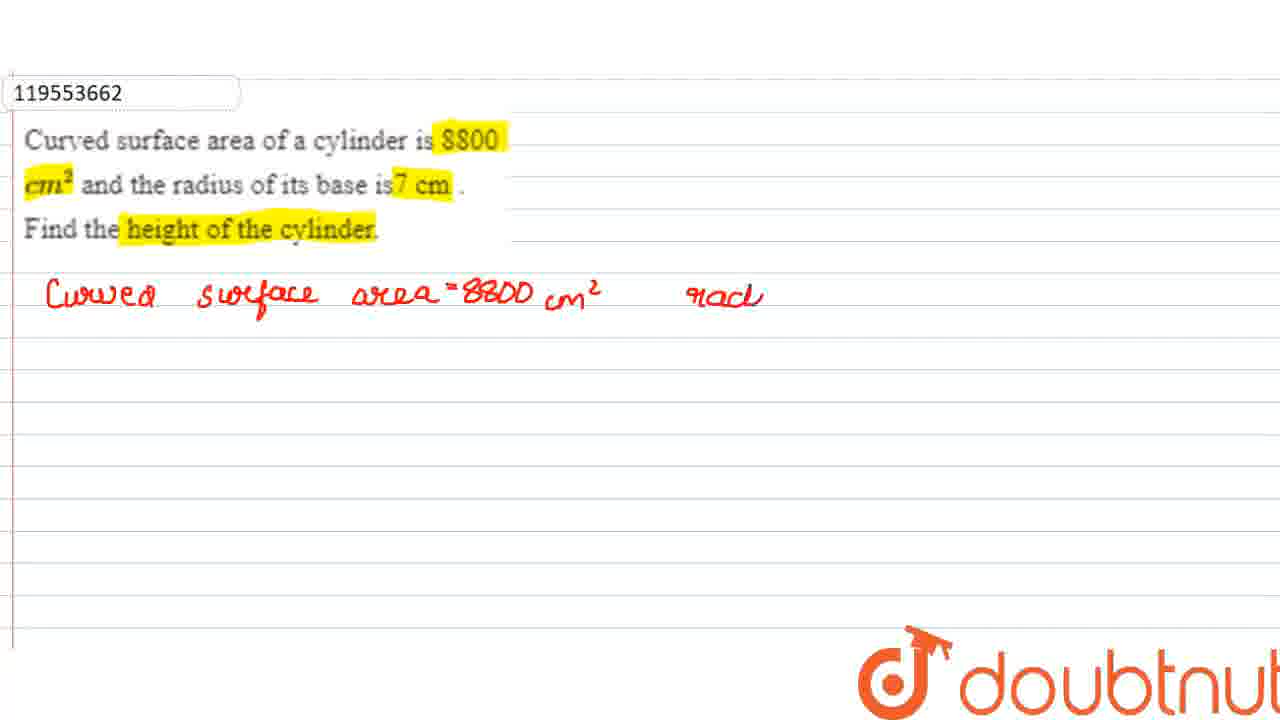 119553662
Curved surface area of a cylinder is 8800
cm² and the radius of its base is 7 cm .
Find the height of the cylinder.
Curved surface area = 8800 cm² rad
doubtnut